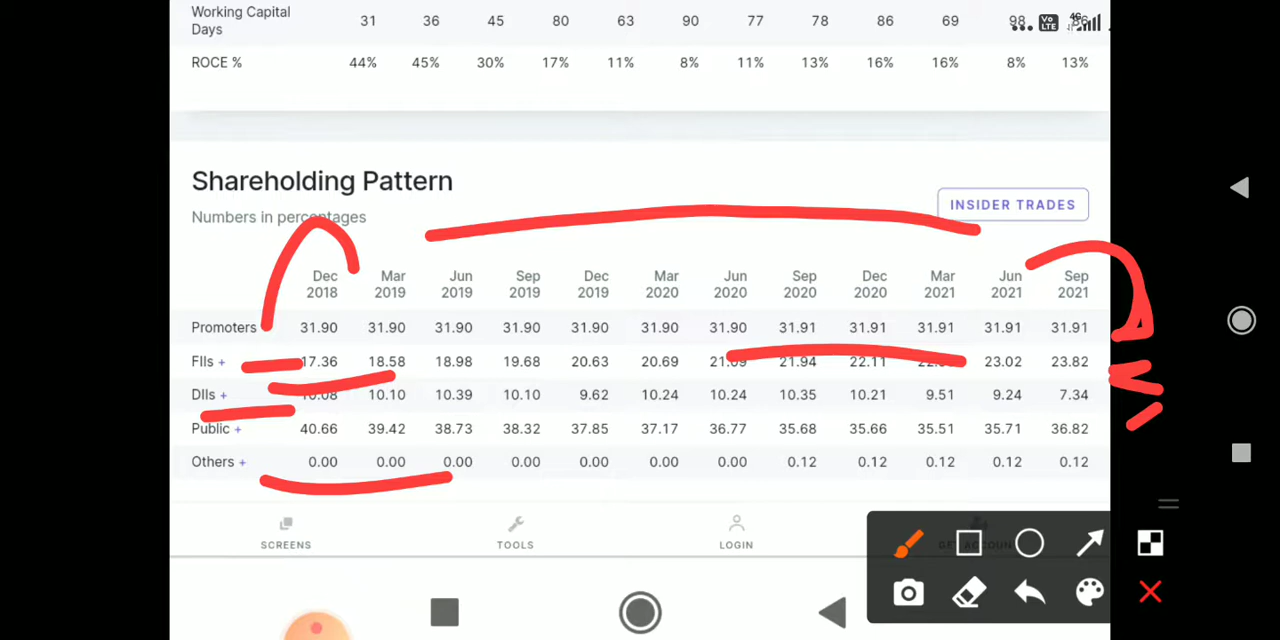 Working Capital Days 31 36 45 80 63 90 77 78 86 69 98 86
ROCE % 44% 45% 30% 17% 11% 8% 11% 13% 16% 16% 8% 13%
Vo LTE 4G
Shareholding Pattern
Numbers in percentages
INSIDER TRADES
Dec 2018 Mar 2019 Jun 2019 Sep 2019 Dec 2019 Mar 2020 Jun 2020 Sep 2020 Dec 2020 Mar 2021 Jun 2021 Sep 2021
Promoters 31.90 31.90 31.90 31.90 31.90 31.90 31.90 31.91 31.91 31.91 31.91 31.91
FIIs + 17.36 18.58 18.98 19.68 20.63 20.69 21.94 22.11 23.02 23.82
DIIs + 10.08 10.10 10.39 10.10 9.62 10.24 10.24 10.35 10.21 9.51 9.24 7.34
Public + 40.66 39.42 38.73 38.32 37.85 37.17 36.77 35.68 35.66 35.51 35.71 36.82
Others + 0.00 0.00 0.00 0.00 0.00 0.00 0.00 0.12 0.12 0.12 0.12 0.12
SCREENS TOOLS LOGIN